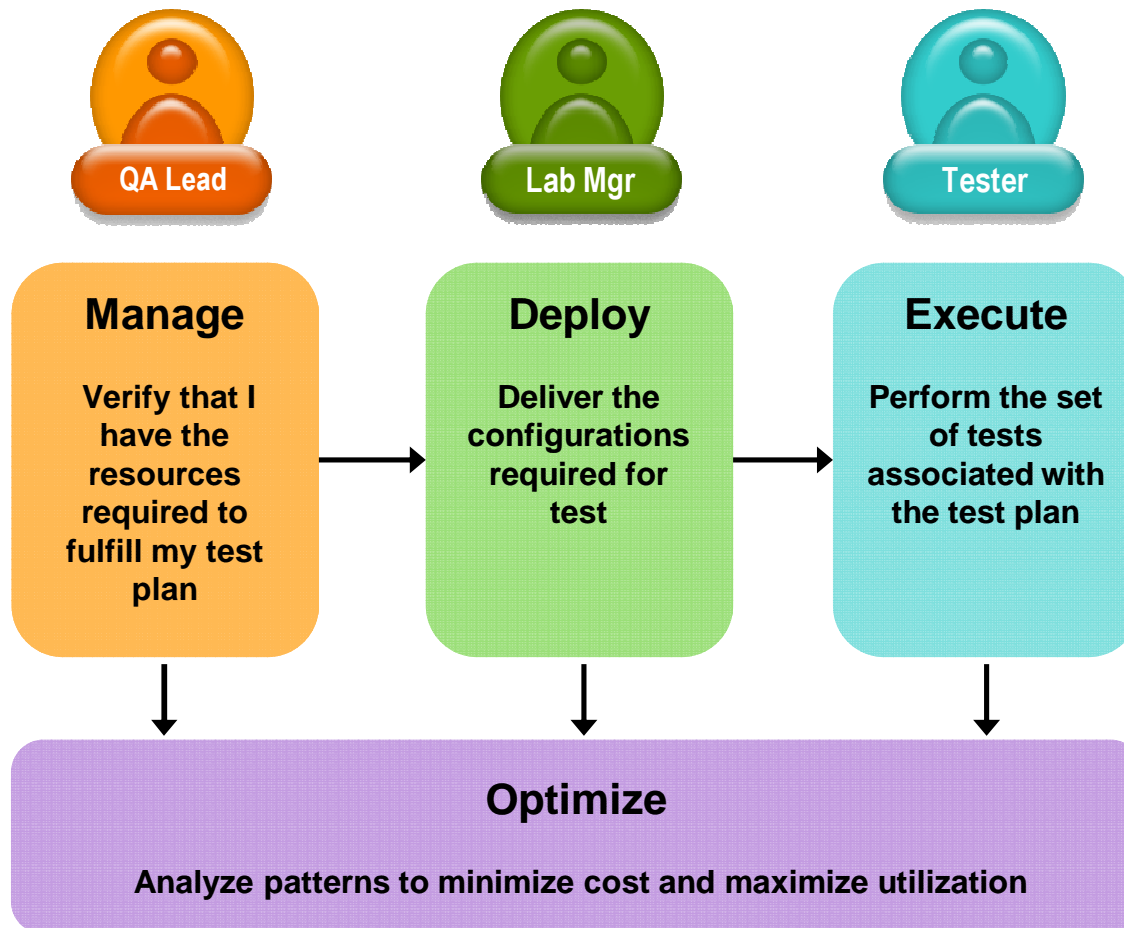 QA Lead
Lab Mgr
Tester
Manage
Verify that I
have the
resources
required to
fulfill my test
plan
Deploy
Deliver the
configurations
required for
test
Execute
Perform the set
of tests
associated with
the test plan
Optimize
Analyze patterns to minimize cost and maximize utilization